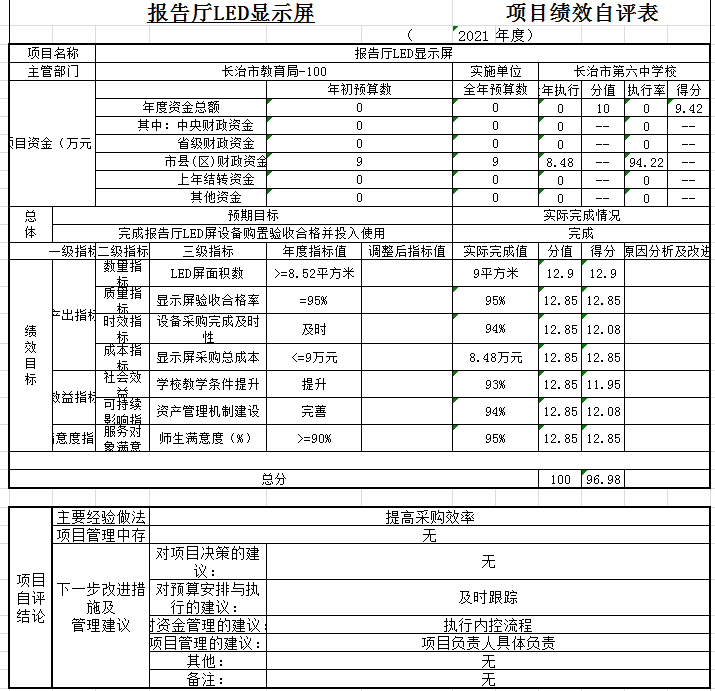 报告厅LED显示屏 项目绩效自评表
( 2021 年度)
项目名称 报告厅LED显示屏
主管部门 长治市教育局-100 实施单位 长治市第六中学校
项目资金(万元 年初预算数 全年预算数 年执行 分值 执行率 得分
年度资金总额 0 0 0 10 0 9.42
其中: 中央财政资金 0 0 0 -- 0 --
省级财政资金 0 0 0 -- 0 --
市县(区)财政资金 9 9 8.48 -- 94.22 --
上年结转资金 0 0 0 -- 0 --
其他资金 0 0 0 -- 0 --
总体 预期目标 实际完成情况
完成报告厅LED屏设备购置验收合格并投入使用 完成
绩效目标 一级指标 二级指标 三级指标 年度指标值 调整后指标值 实际完成值 分值 得分 原因分析及改进
产出指标 数量指标 LED屏面积数 >=8.52平方米 9平方米 12.9 12.9
质量指标 显示屏验收合格率 =95% 95% 12.85 12.85
时效指标 设备采购完成及时性 及时 94% 12.85 12.08
成本指标 显示屏采购总成本 <=9万元 8.48万元 12.85 12.85
效益指标 社会效益 学校教学条件提升 提升 93% 12.85 11.95
可持续影响指 资产管理机制建设 完善 94% 12.85 12.08
意度指 服务对象满意 师生满意度（%） >=90% 95% 12.85 12.85
总分 100 96.98
项目自评结论 主要经验做法 提高采购效率
项目管理中存 无
下一步改进措施及管理建议 对项目决策的建议: 无
对预算安排与执行的建议: 及时跟踪
对资金管理的建议: 执行内控流程
项目管理的建议: 项目负责人具体负责
其他: 无
备注: 无